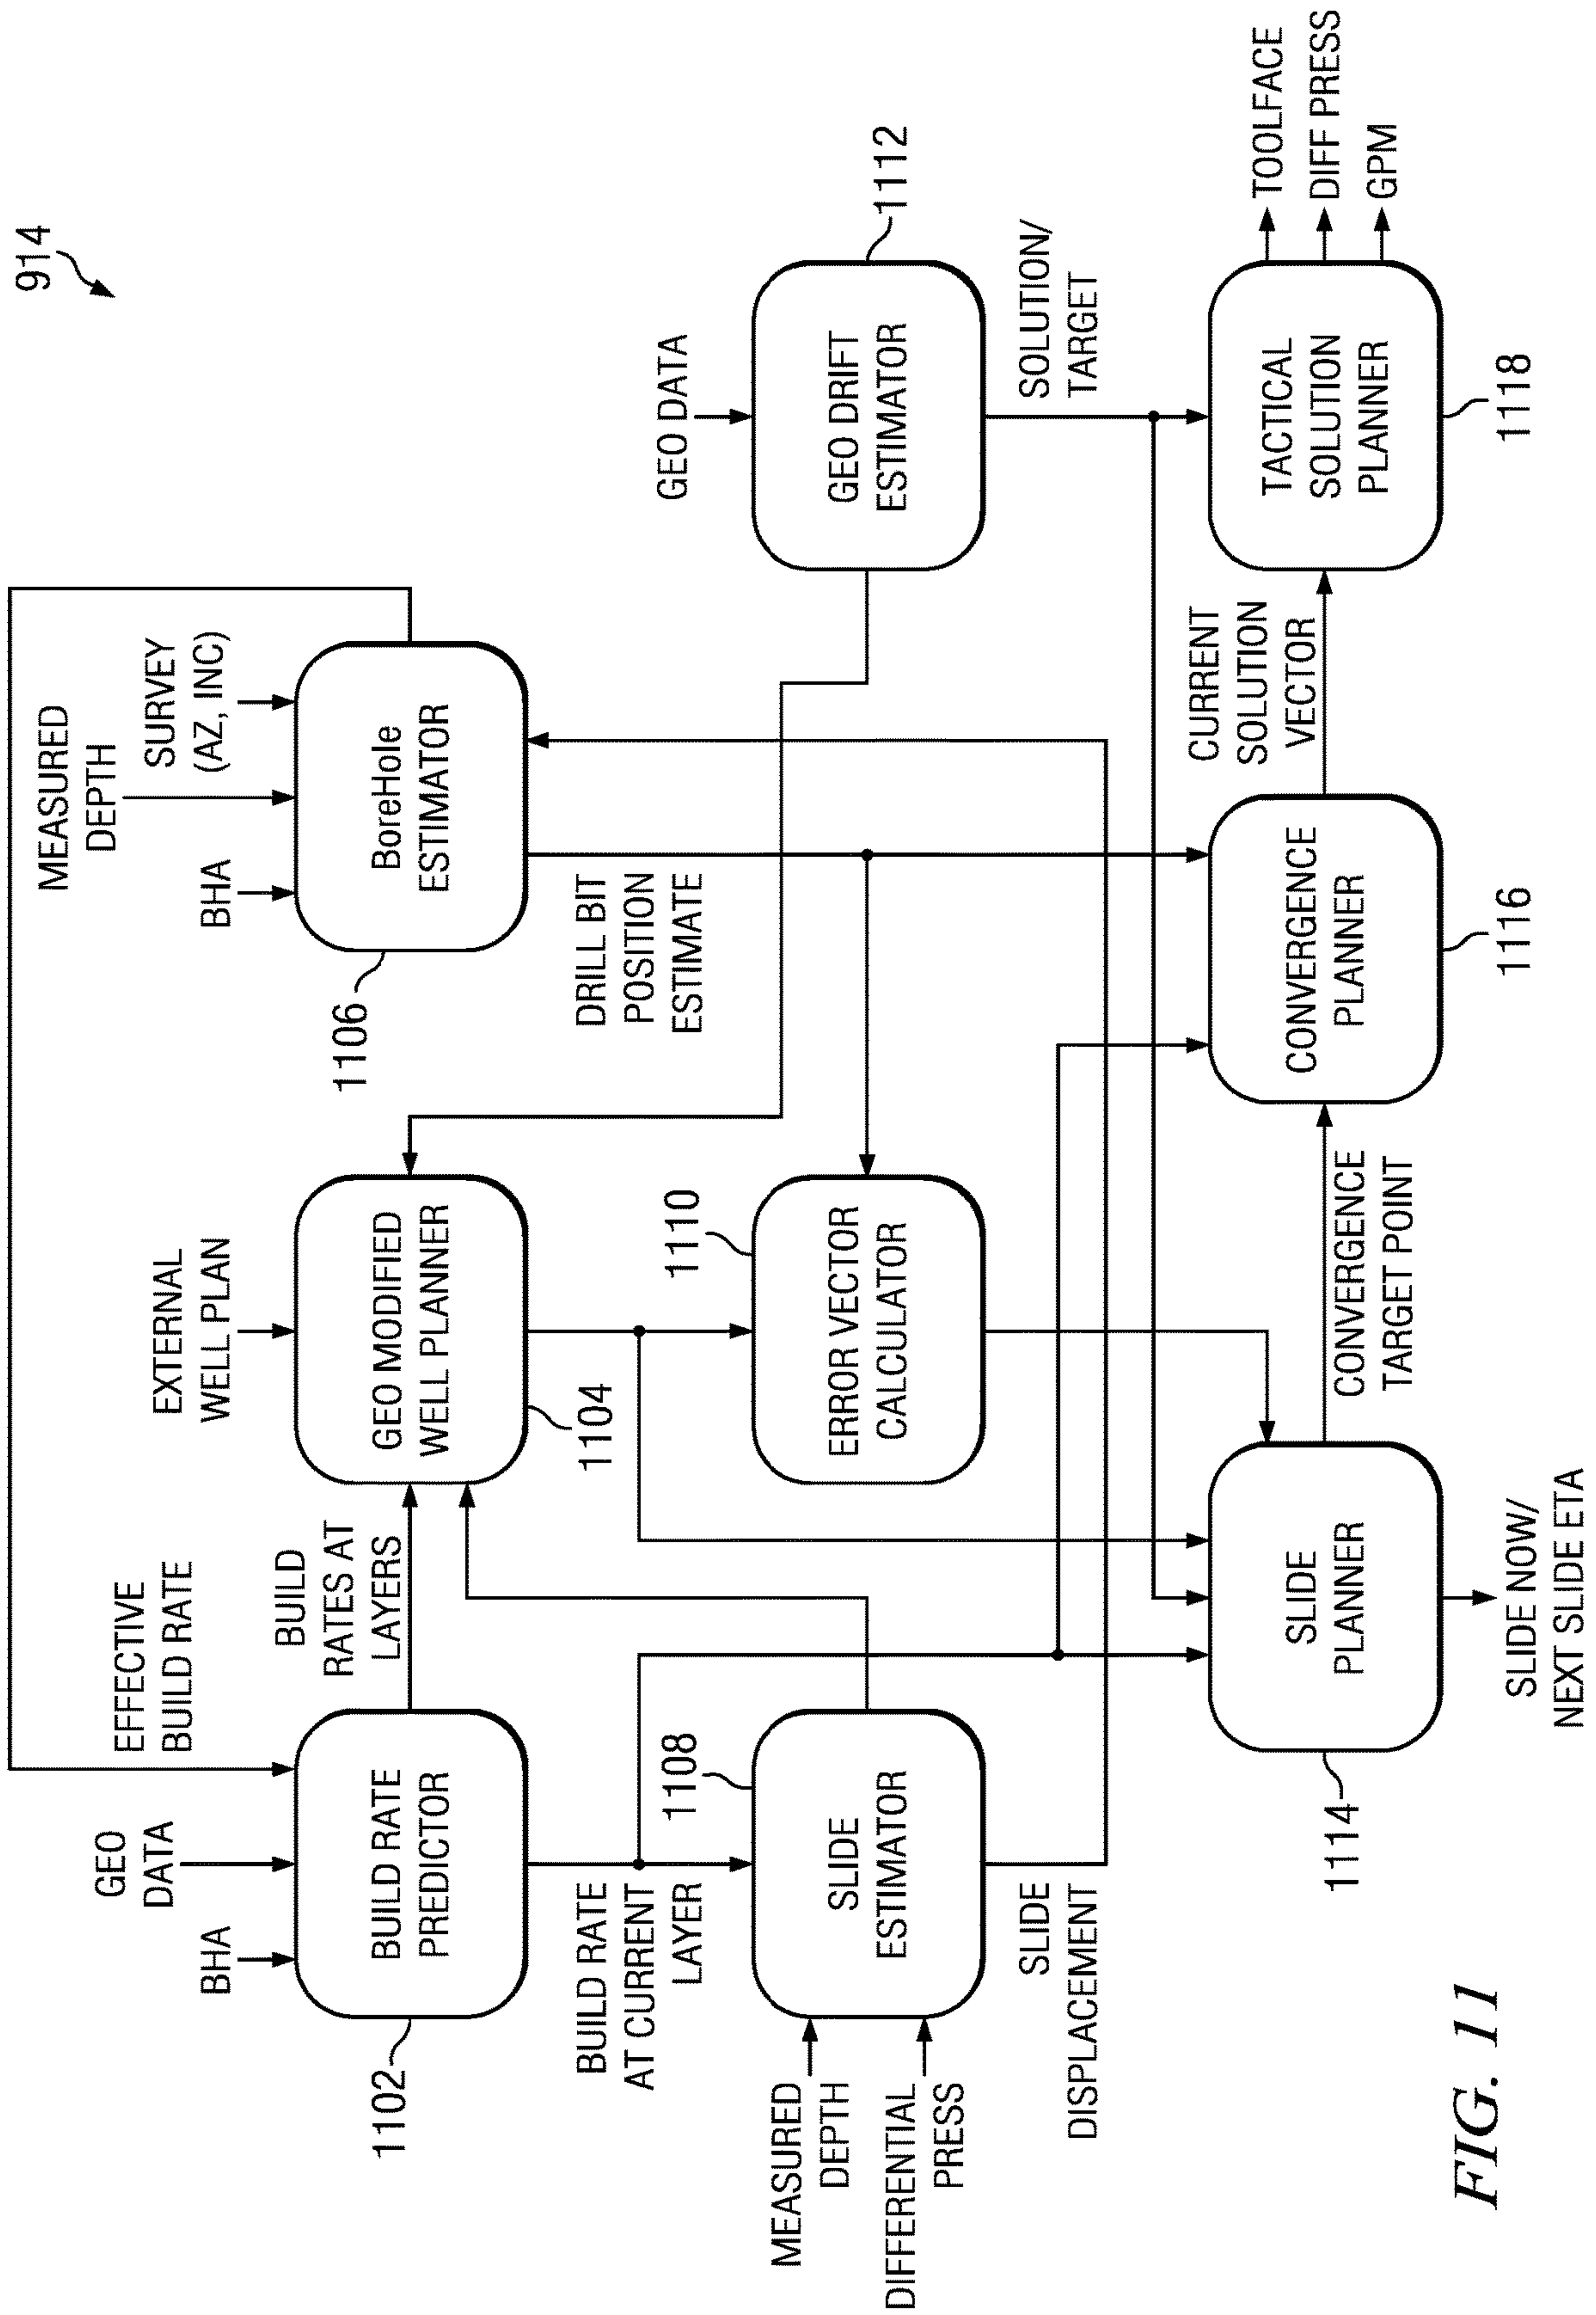 914
MEASURED
DEPTH
BHA
SURVEY
(AZ, INC)
EXTERNAL
WELL PLAN
BHA
GEO
DATA
EFFECTIVE
BUILD RATE
1102
BUILD RATE
PREDICTOR
BUILD
RATES AT
LAYERS
GEO MODIFIED
WELL PLANNER
1104
1106
BoreHole
ESTIMATOR
BUILD RATE
AT CURRENT
LAYER
DRILL BIT
POSITION
ESTIMATE
GEO DATA
MEASURED
DEPTH
DIFFERENTIAL
PRESS
1108
SLIDE
ESTIMATOR
1110
ERROR VECTOR
CALCULATOR
GEO DRIFT
ESTIMATOR
1112
SLIDE
DISPLACEMENT
SOLUTION/
TARGET
1114
SLIDE
PLANNER
CONVERGENCE
TARGET POINT
CONVERGENCE
PLANNER
1116
CURRENT
SOLUTION
VECTOR
TACTICAL
SOLUTION
PLANNER
1118
TOOLFACE
DIFF PRESS
GPM
SLIDE NOW/
NEXT SLIDE ETA
FIG. 11